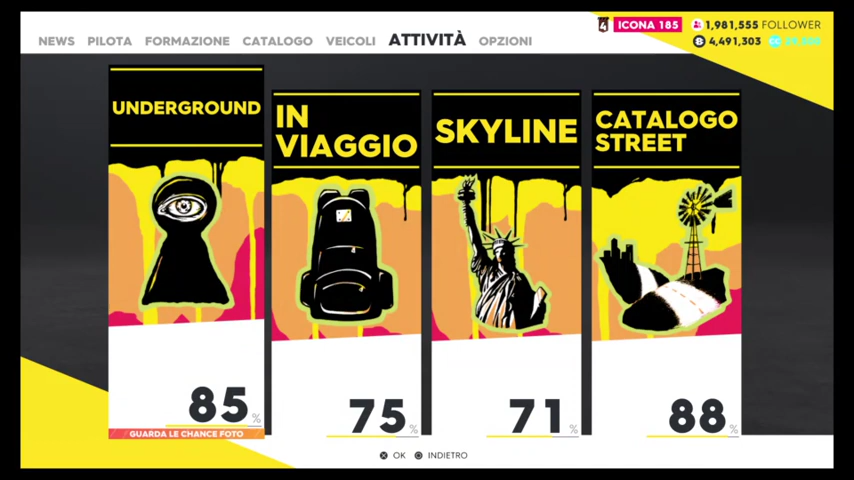 4 ICONA 185 1,981,555 FOLLOWER
4,491,303
NEWS PILOTA FORMAZIONE CATALOGO VEICOLI ATTIVITÀ OPZIONI
UNDERGROUND
IN
VIAGGIO
SKYLINE
CATALOGO
STREET
85%
75%
71%
88%
GUARDA LE CHANCE FOTO
OK INDIETRO